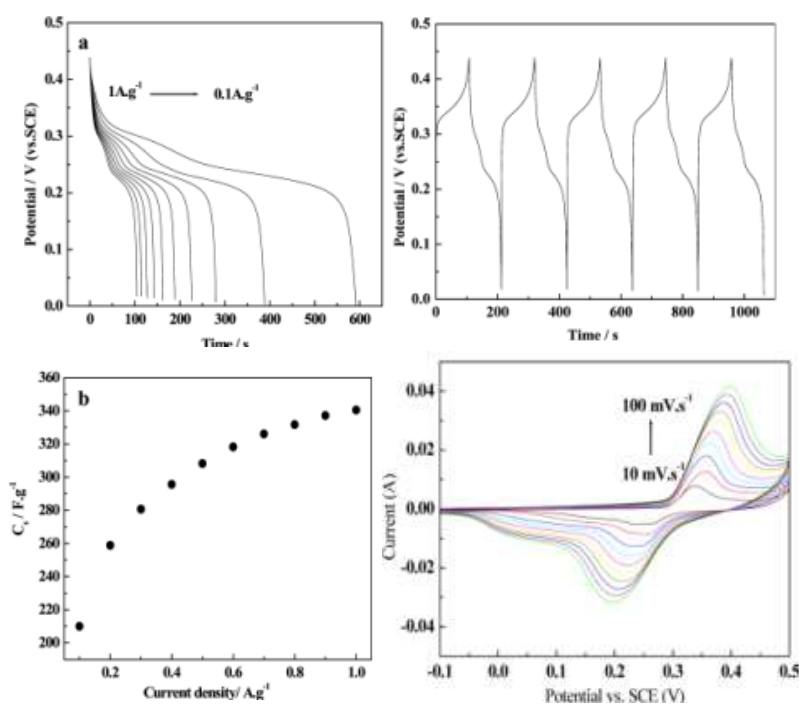 a
1A.g⁻¹ → 0.1A.g⁻¹
Potential / V (vs.SCE)
0.5
0.4
0.3
0.2
0.1
0.0
0 100 200 300 400 500 600
Time / s
Potential / V (vs.SCE)
0.5
0.4
0.3
0.2
0.1
0.0
0 200 400 600 800 1000
Time / s
b
Cs / F.g⁻¹
360
340
320
300
280
260
240
220
200
0.2 0.4 0.6 0.8 1.0
Current density/ A.g⁻¹
100 mV.s⁻¹
10 mV.s⁻¹
Current (A)
0.04
0.02
0.00
-0.02
-0.04
-0.1 0.0 0.1 0.2 0.3 0.4 0.5
Potential vs. SCE (V)